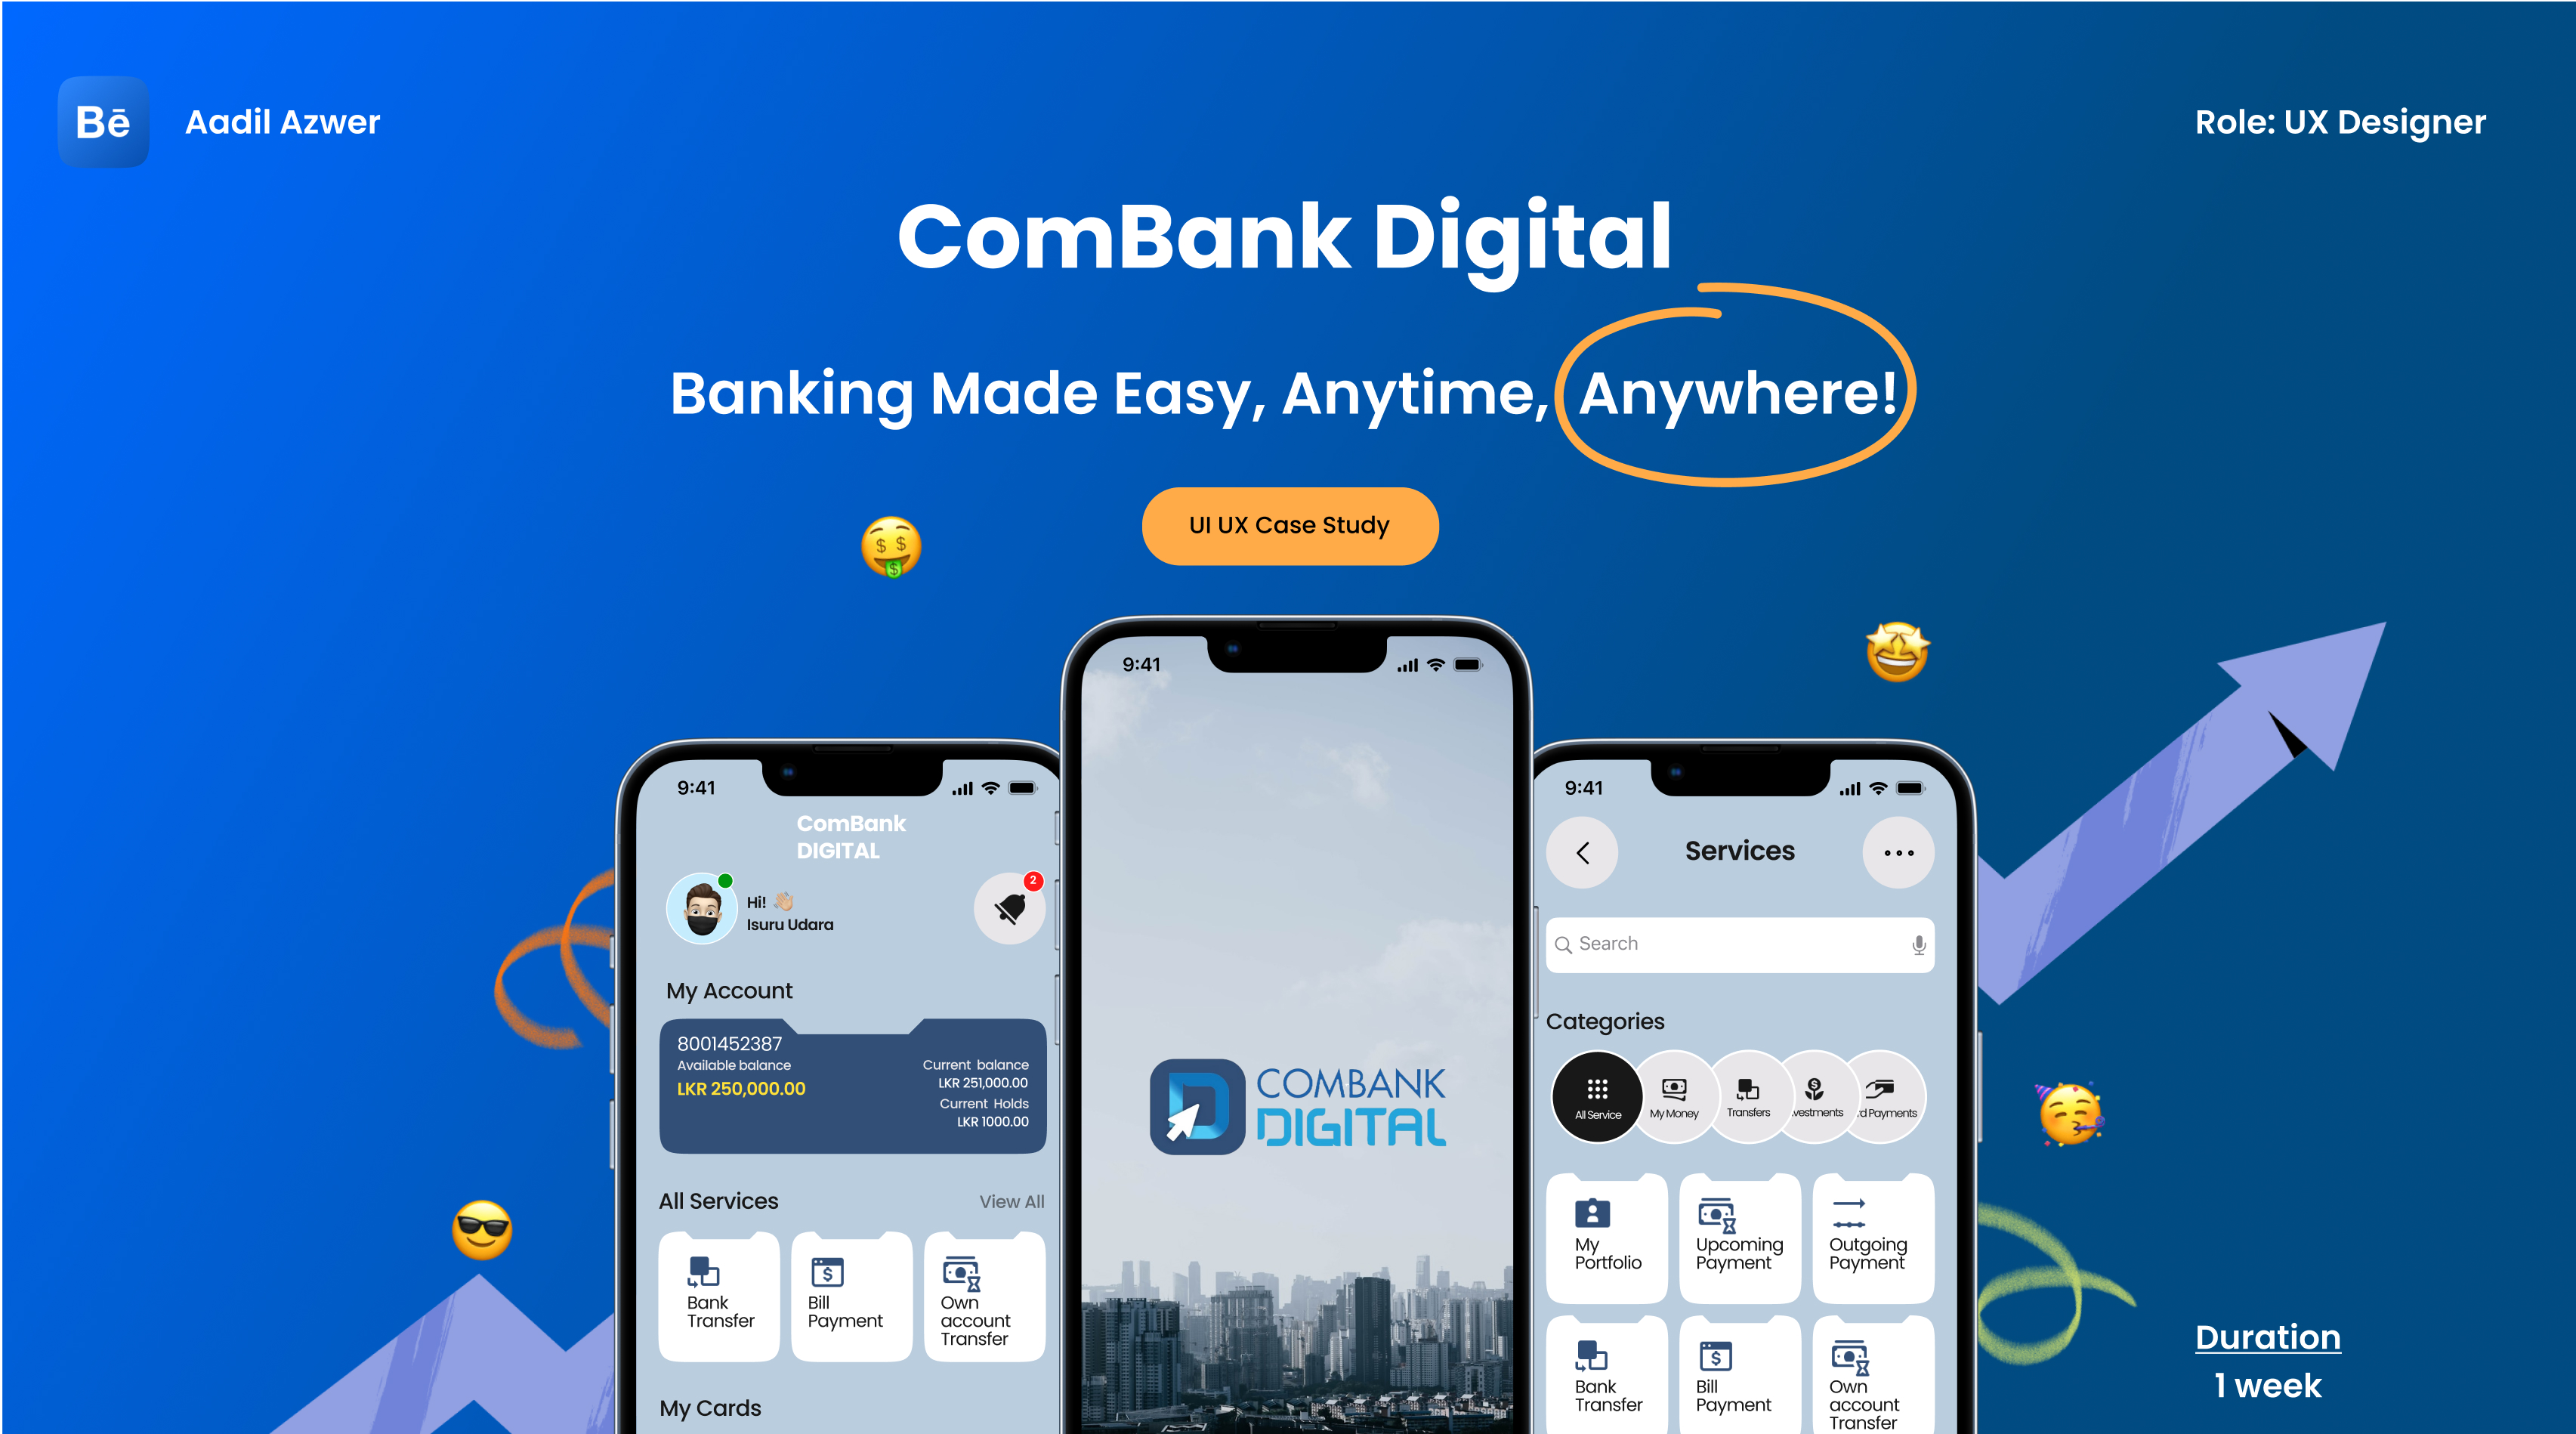 Bē
Aadil Azwer
Role: UX Designer
ComBank Digital
Banking Made Easy, Anytime, Anywhere!
UI UX Case Study
9:41
ComBank
DIGITAL
Hi! 👋🏻
Isuru Udara
2
My Account
8001452387
Available balance
LKR 250,000.00
Current balance
LKR 251,000.00
Current Holds
LKR 1000.00
All Services
View All
Bank
Transfer
Bill
Payment
Own
account
Transfer
My Cards
9:41
COMBANK
DIGITAL
9:41
Services
Search
Categories
All Service
My Money
Transfers
vestments
d Payments
My
Portfolio
Upcoming
Payment
Outgoing
Payment
Bank
Transfer
Bill
Payment
Own
account
Transfer
Duration
1 week